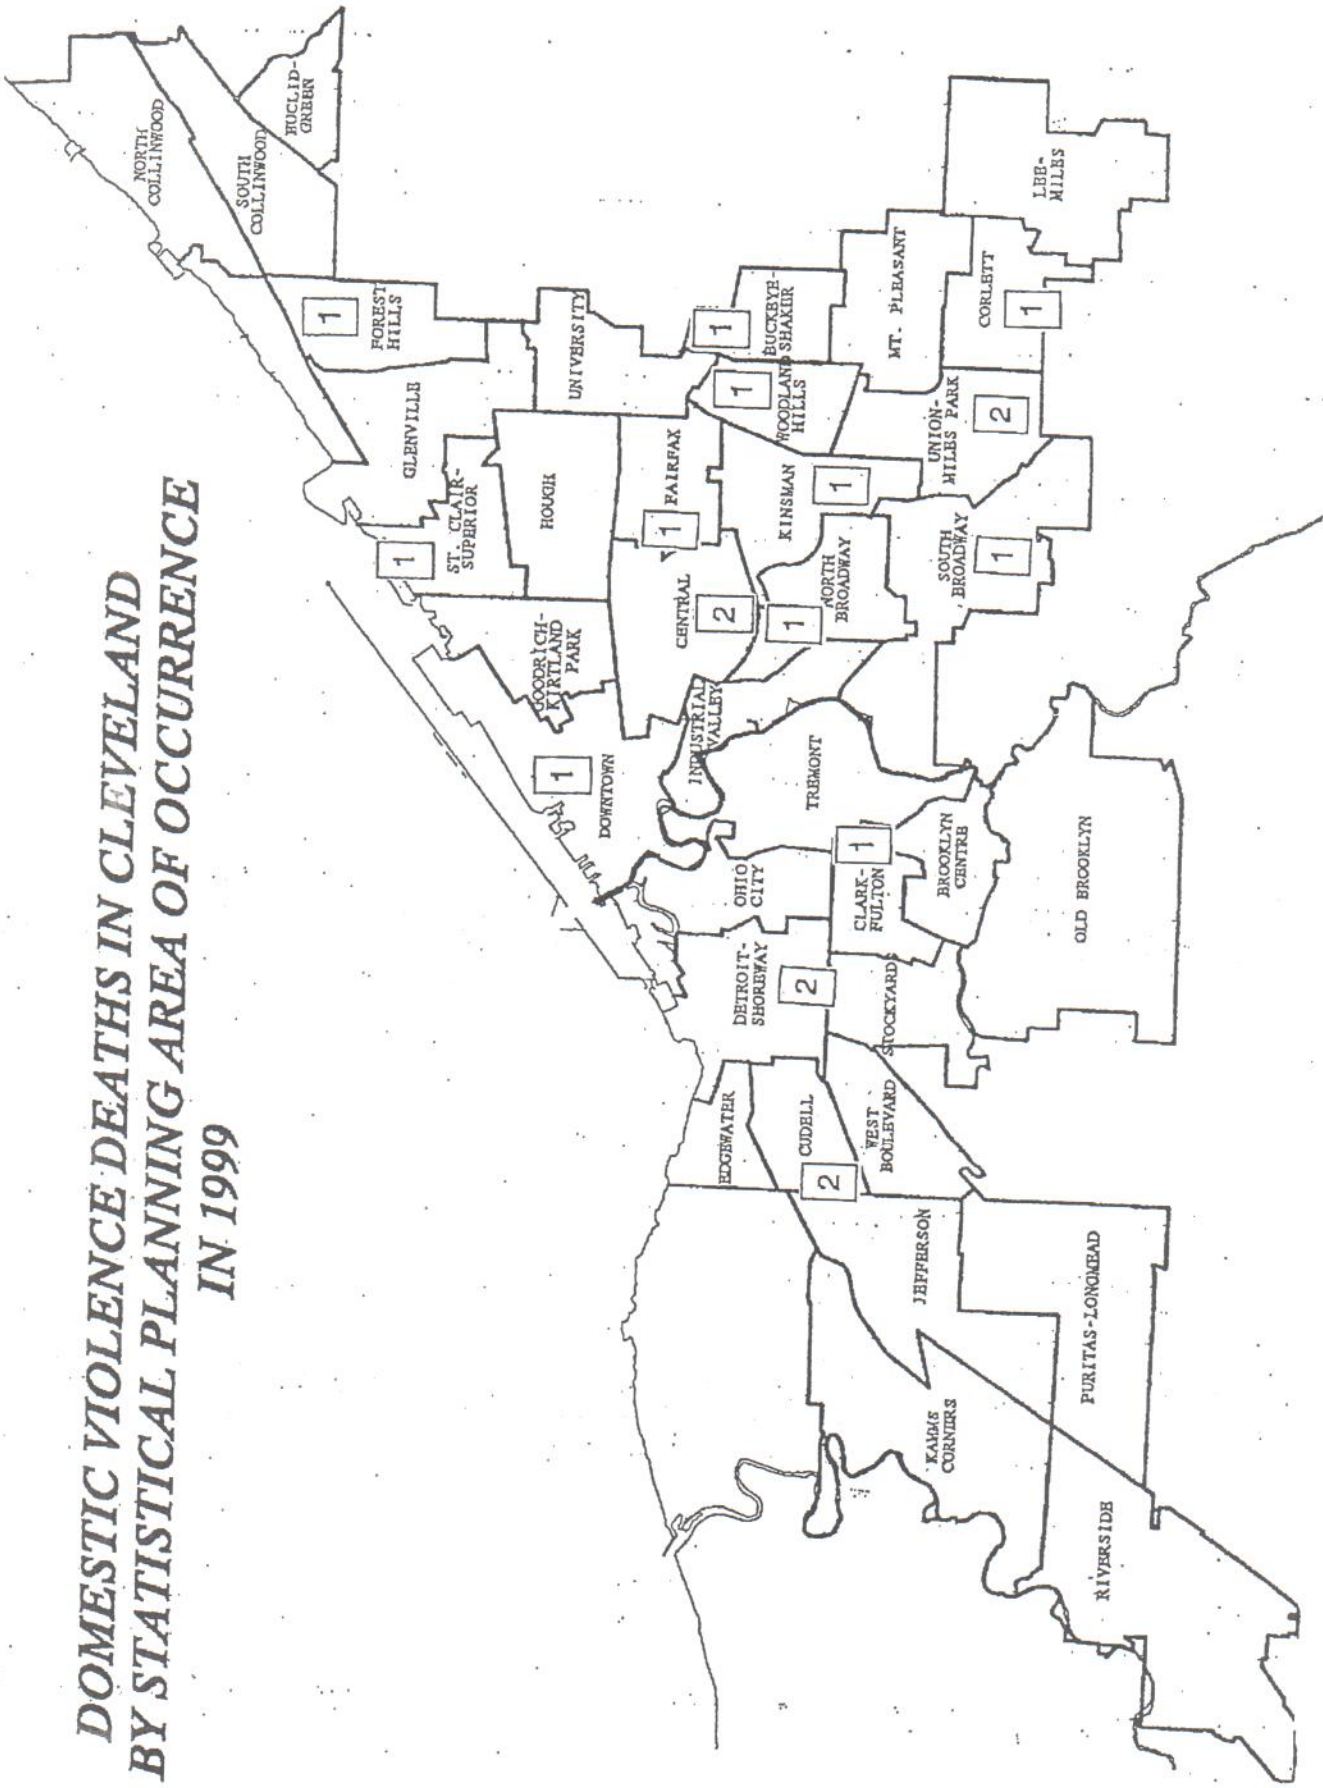 DOMESTIC VIOLENCE DEATHS IN CLEVELAND
BY STATISTICAL PLANNING AREA OF OCCURRENCE
IN 1999
NORTH
COLLINWOOD
SOUTH
COLLINWOOD
EUCLID-
GREEN
1
FOREST
HILLS
GLENVILLE
1
ST. CLAIR-
SUPERIOR
HOUGH
UNIVERSITY
GOODRICH-
KIRTLAND
PARK
1
DOWNTOWN
1
FAIRFAX
CENTRAL
2
1
BUCKEYE-
SHAKER
1
WOODLAND
HILLS
KINSMAN
1
1
NORTH
BROADWAY
INDUSTRIAL
VALLEY
MT. PLEASANT
LEE-
MILES
CORLETT
1
UNION-
MILES PARK
2
SOUTH
BROADWAY
1
TREMONT
OHIO
CITY
1
CLARK-
FULTON
BROOKLYN
CENTRE
OLD BROOKLYN
DETROIT-
SHOREWAY
2
STOCKYARDS
EDGEWATER
CUDELL
2
WEST
BOULEVARD
JEFFERSON
PURITAS-LONGMEAD
KAMMS
CORNERS
RIVERSIDE